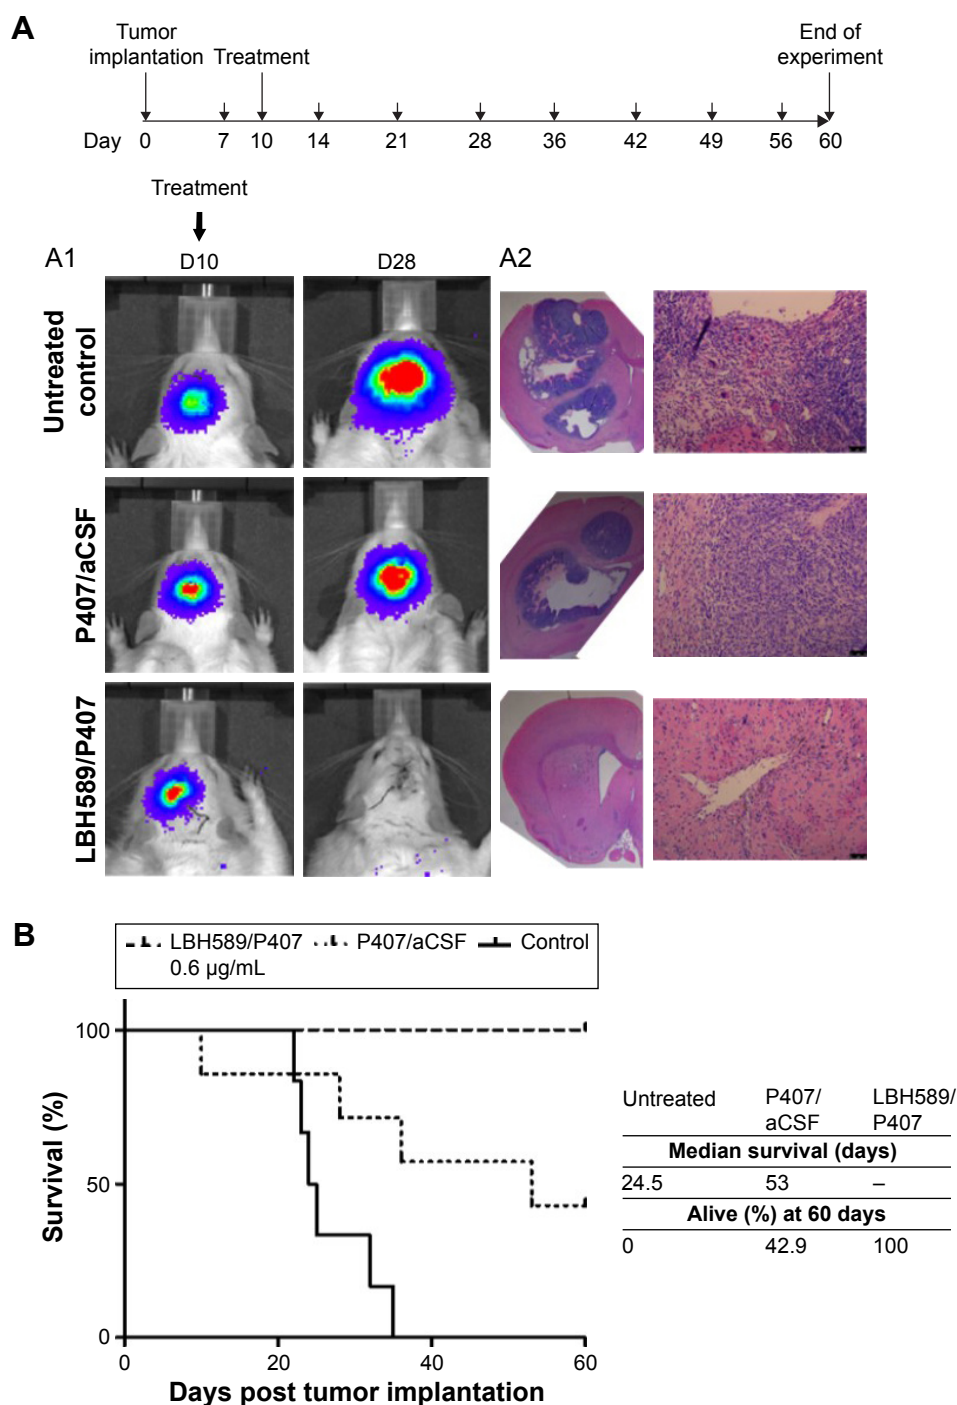 A
Tumor
implantation
Treatment
End of
experiment
Day 0 7 10 14 21 28 36 42 49 56 60
Treatment
A1
D10
D28
A2
Untreated
control
P407/aCSF
LBH589/P407
B
LBH589/P407
0.6 µg/mL
P407/aCSF
Control
100
50
0
Survival (%)
0 20 40 60
Days post tumor implantation
Untreated P407/ LBH589/
aCSF P407
Median survival (days)
24.5 53 –
Alive (%) at 60 days
0 42.9 100